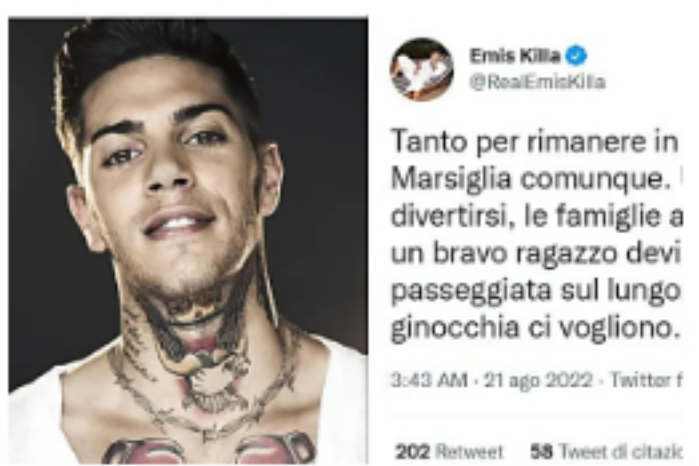 Emis Killa
@RealEmisKilla
Tanto per rimanere in
Marsiglia comunque.
divertirsi, le famiglie a
un bravo ragazzo devi
passeggiata sul lungo
ginocchia ci vogliono.
3:43 AM · 21 ago 2022 · Twitter f
202 Retweet 58 Tweet di citazio